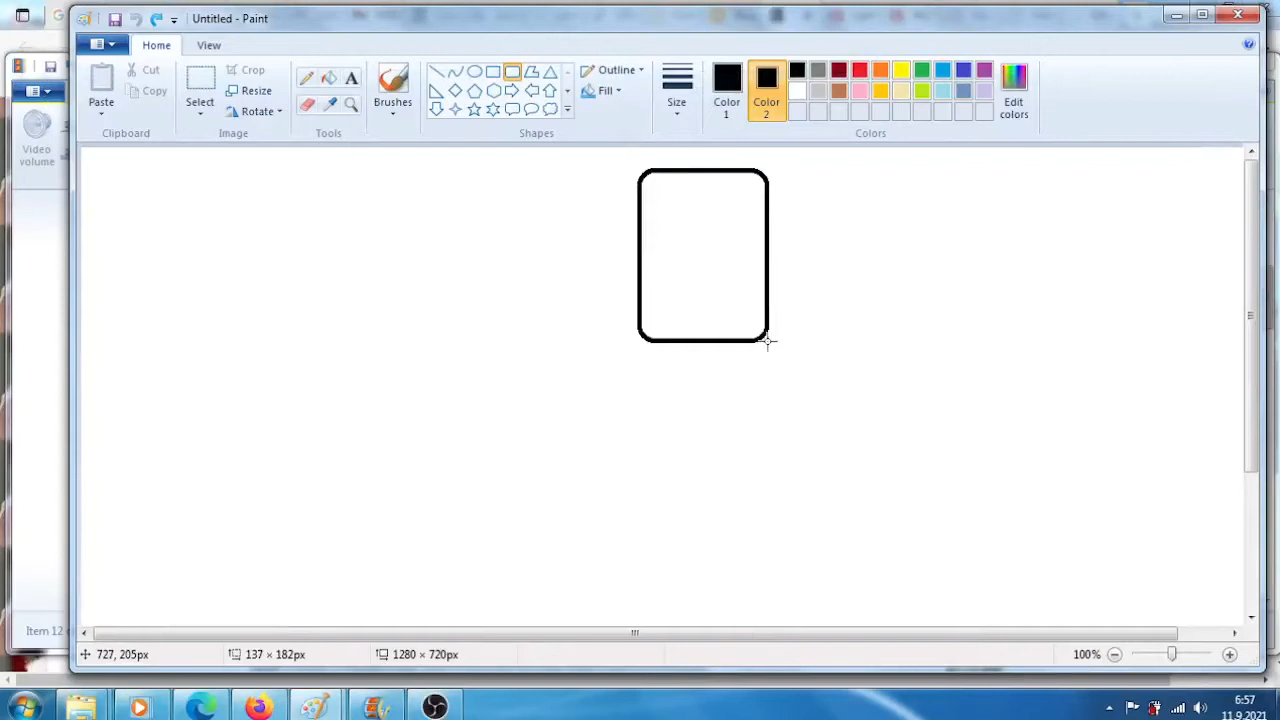 Untitled - Paint
Home
View
Paste
Cut
Copy
Clipboard
Select
Crop
Resize
Rotate
Image
A
Tools
Brushes
Shapes
Outline
Fill
Size
Color
1
Color
2
Colors
Edit
colors
Video
volume
Item 12
727, 205px
137 × 182px
1280 × 720px
100%
6:57
11.9.2021